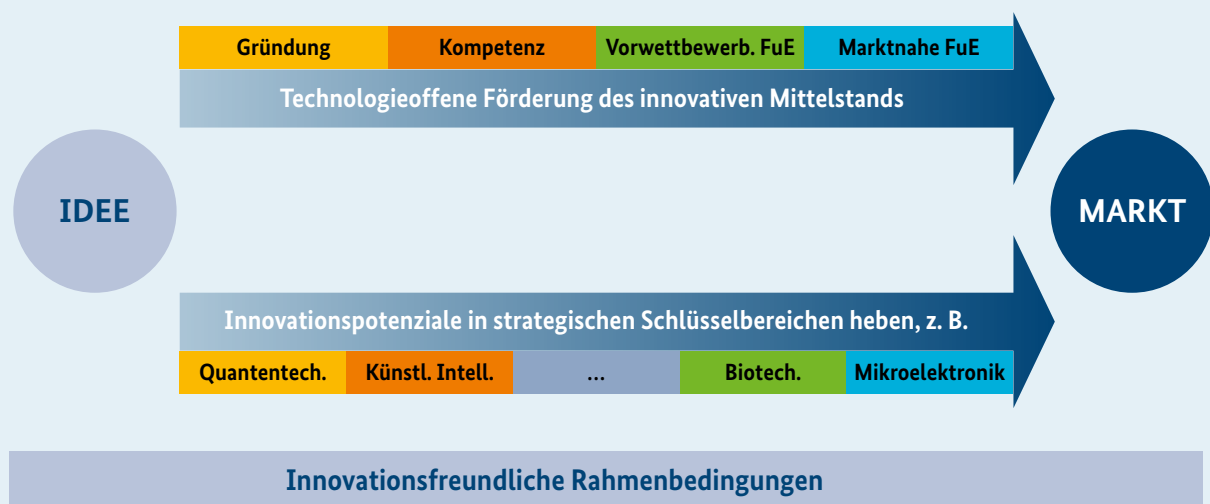 Gründung Kompetenz Vorwettbewerb. FuE Marktnahe FuE
Technologieoffene Förderung des innovativen Mittelstands
IDEE
MARKT
Innovationspotenziale in strategischen Schlüsselbereichen heben, z. B.
Quantentech. Künstl. Intell. ... Biotech. Mikroelektronik
Innovationsfreundliche Rahmenbedingungen